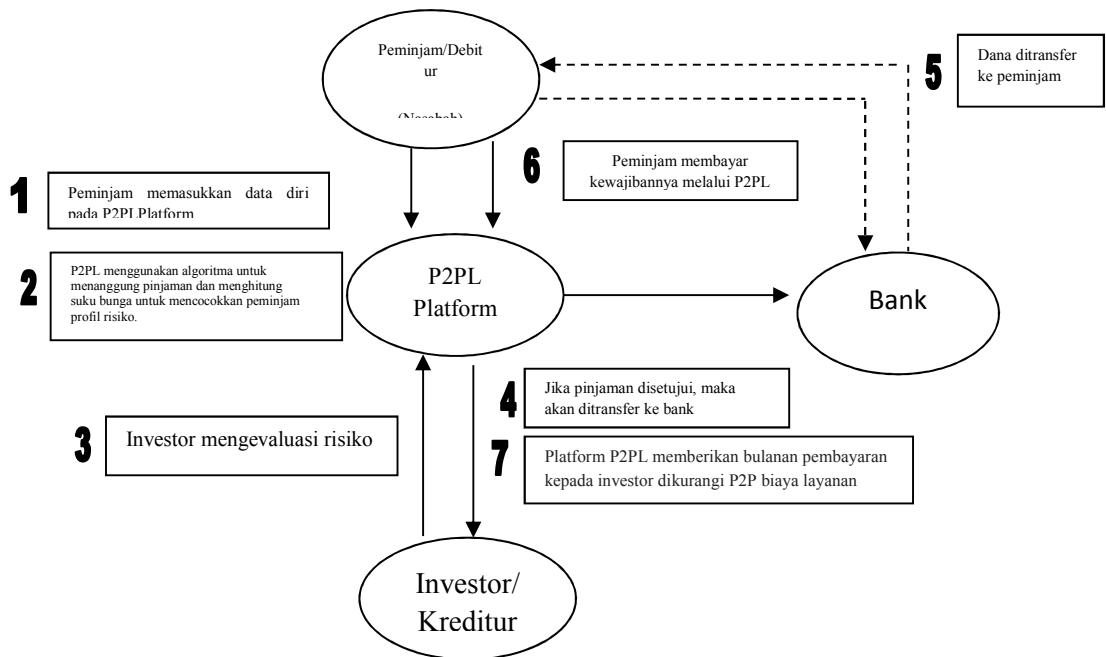 Peminjam/Debit
ur
(Nasabah)
5
Dana ditransfer
ke peminjam
6
Peminjam membayar
kewajibannya melalui P2PL
1
Peminjam memasukkan data diri
pada P2PLPlatform
2
P2PL menggunakan algoritma untuk
menanggung pinjaman dan menghitung
suku bunga untuk mencocokkan peminjam
profil risiko.
P2PL
Platform
Bank
3
Investor mengevaluasi risiko
4
Jika pinjaman disetujui, maka
akan ditransfer ke bank
7
Platform P2PL memberikan bulanan pembayaran
kepada investor dikurangi P2P biaya layanan
Investor/
Kreditur